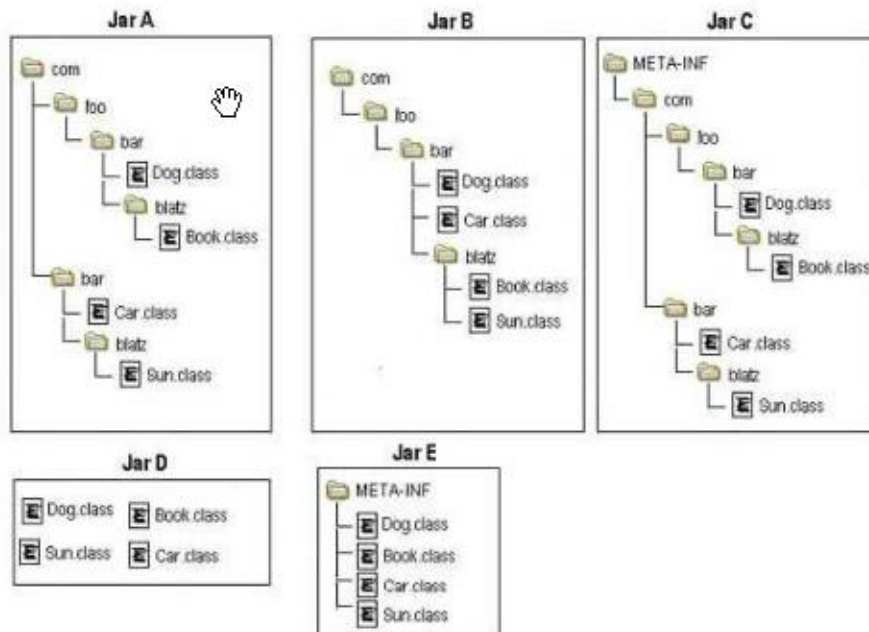 Jar A
com
foo
bar
Dog.class
blatz
Book.class
bar
Car.class
blatz
Sun.class
Jar B
com
foo
bar
Dog.class
Car.class
blatz
Book.class
Sun.class
Jar C
META-INF
com
foo
bar
Dog.class
blatz
Book.class
bar
Car.class
blatz
Sun.class
Jar D
Dog.class
Book.class
Sun.class
Car.class
Jar E
META-INF
Dog.class
Book.class
Car.class
Sun.class